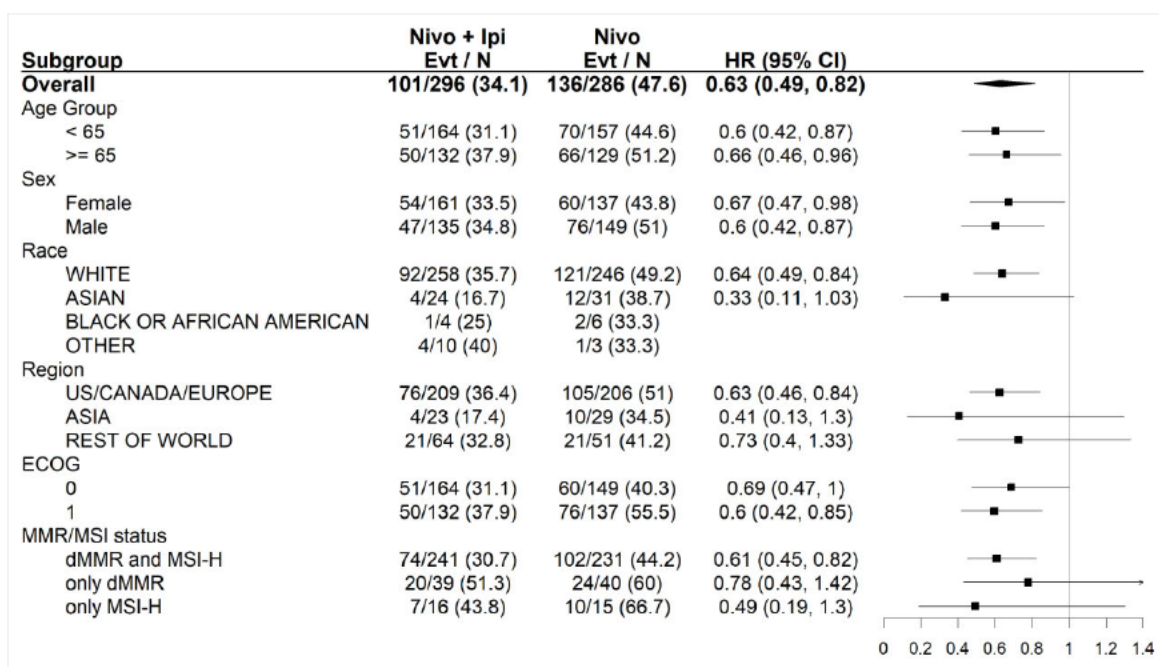 Nivo + Ipi Nivo
Subgroup Evt / N Evt / N HR (95% CI)
Overall 101/296 (34.1) 136/286 (47.6) 0.63 (0.49, 0.82)
Age Group
< 65 51/164 (31.1) 70/157 (44.6) 0.6 (0.42, 0.87)
>= 65 50/132 (37.9) 66/129 (51.2) 0.66 (0.46, 0.96)
Sex
Female 54/161 (33.5) 60/137 (43.8) 0.67 (0.47, 0.98)
Male 47/135 (34.8) 76/149 (51) 0.6 (0.42, 0.87)
Race
WHITE 92/258 (35.7) 121/246 (49.2) 0.64 (0.49, 0.84)
ASIAN 4/24 (16.7) 12/31 (38.7) 0.33 (0.11, 1.03)
BLACK OR AFRICAN AMERICAN 1/4 (25) 2/6 (33.3)
OTHER 4/10 (40) 1/3 (33.3)
Region
US/CANADA/EUROPE 76/209 (36.4) 105/206 (51) 0.63 (0.46, 0.84)
ASIA 4/23 (17.4) 10/29 (34.5) 0.41 (0.13, 1.3)
REST OF WORLD 21/64 (32.8) 21/51 (41.2) 0.73 (0.4, 1.33)
ECOG
0 51/164 (31.1) 60/149 (40.3) 0.69 (0.47, 1)
1 50/132 (37.9) 76/137 (55.5) 0.6 (0.42, 0.85)
MMR/MSI status
dMMR and MSI-H 74/241 (30.7) 102/231 (44.2) 0.61 (0.45, 0.82)
only dMMR 20/39 (51.3) 24/40 (60) 0.78 (0.43, 1.42)
only MSI-H 7/16 (43.8) 10/15 (66.7) 0.49 (0.19, 1.3)
0 0.2 0.4 0.6 0.8 1 1.2 1.4